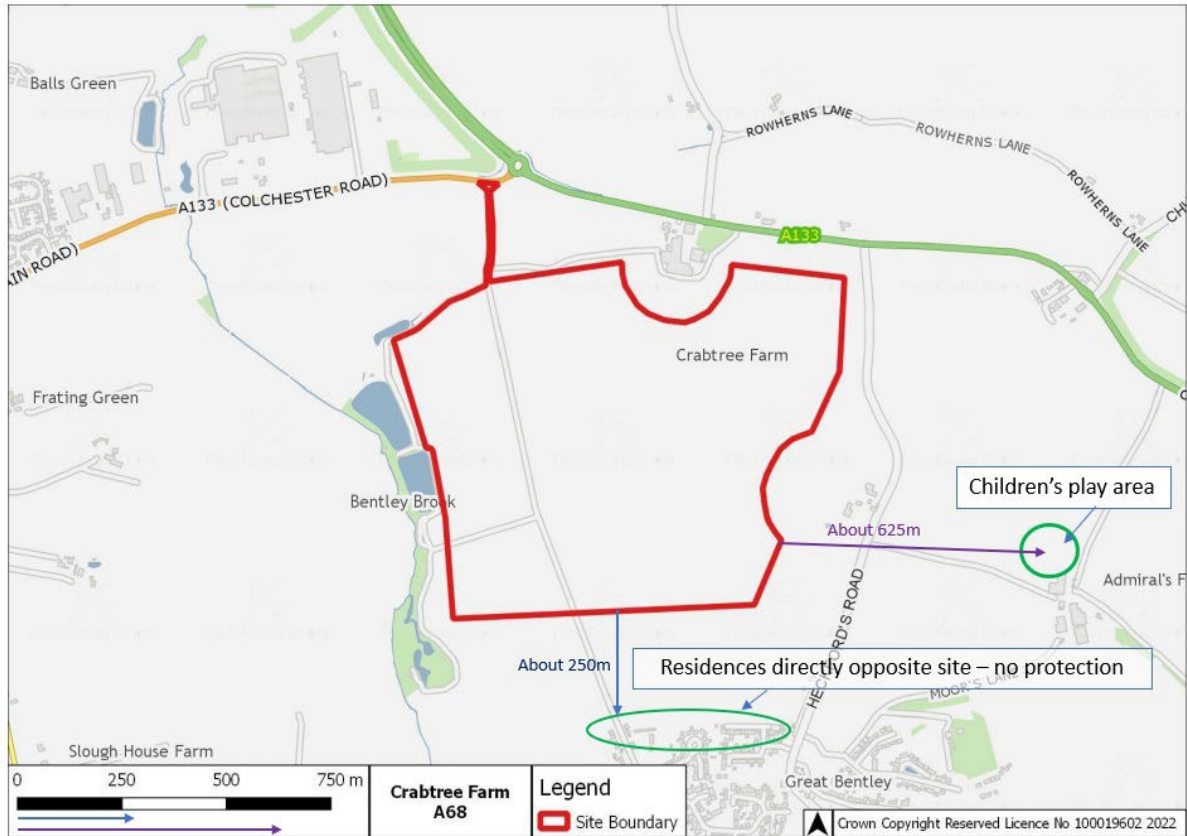 Balls Green
ROWHERNS LANE
ROWHERNS LANE
ROWHERNS LANE
ROWHERNS LANE
A133 (COLCHESTER ROAD)
AIN ROAD)
A133
Crabtree Farm
Frating Green
Bentley Brook
Children's play area
About 625m
Admiral's F
HECKFORD'S ROAD
About 250m
Residences directly opposite site – no protection
MOOR'S LANE
Slough House Farm
Great Bentley
0 250 500 750 m
Crabtree Farm
A68
Legend
Site Boundary
Crown Copyright Reserved Licence No 100019602 2022